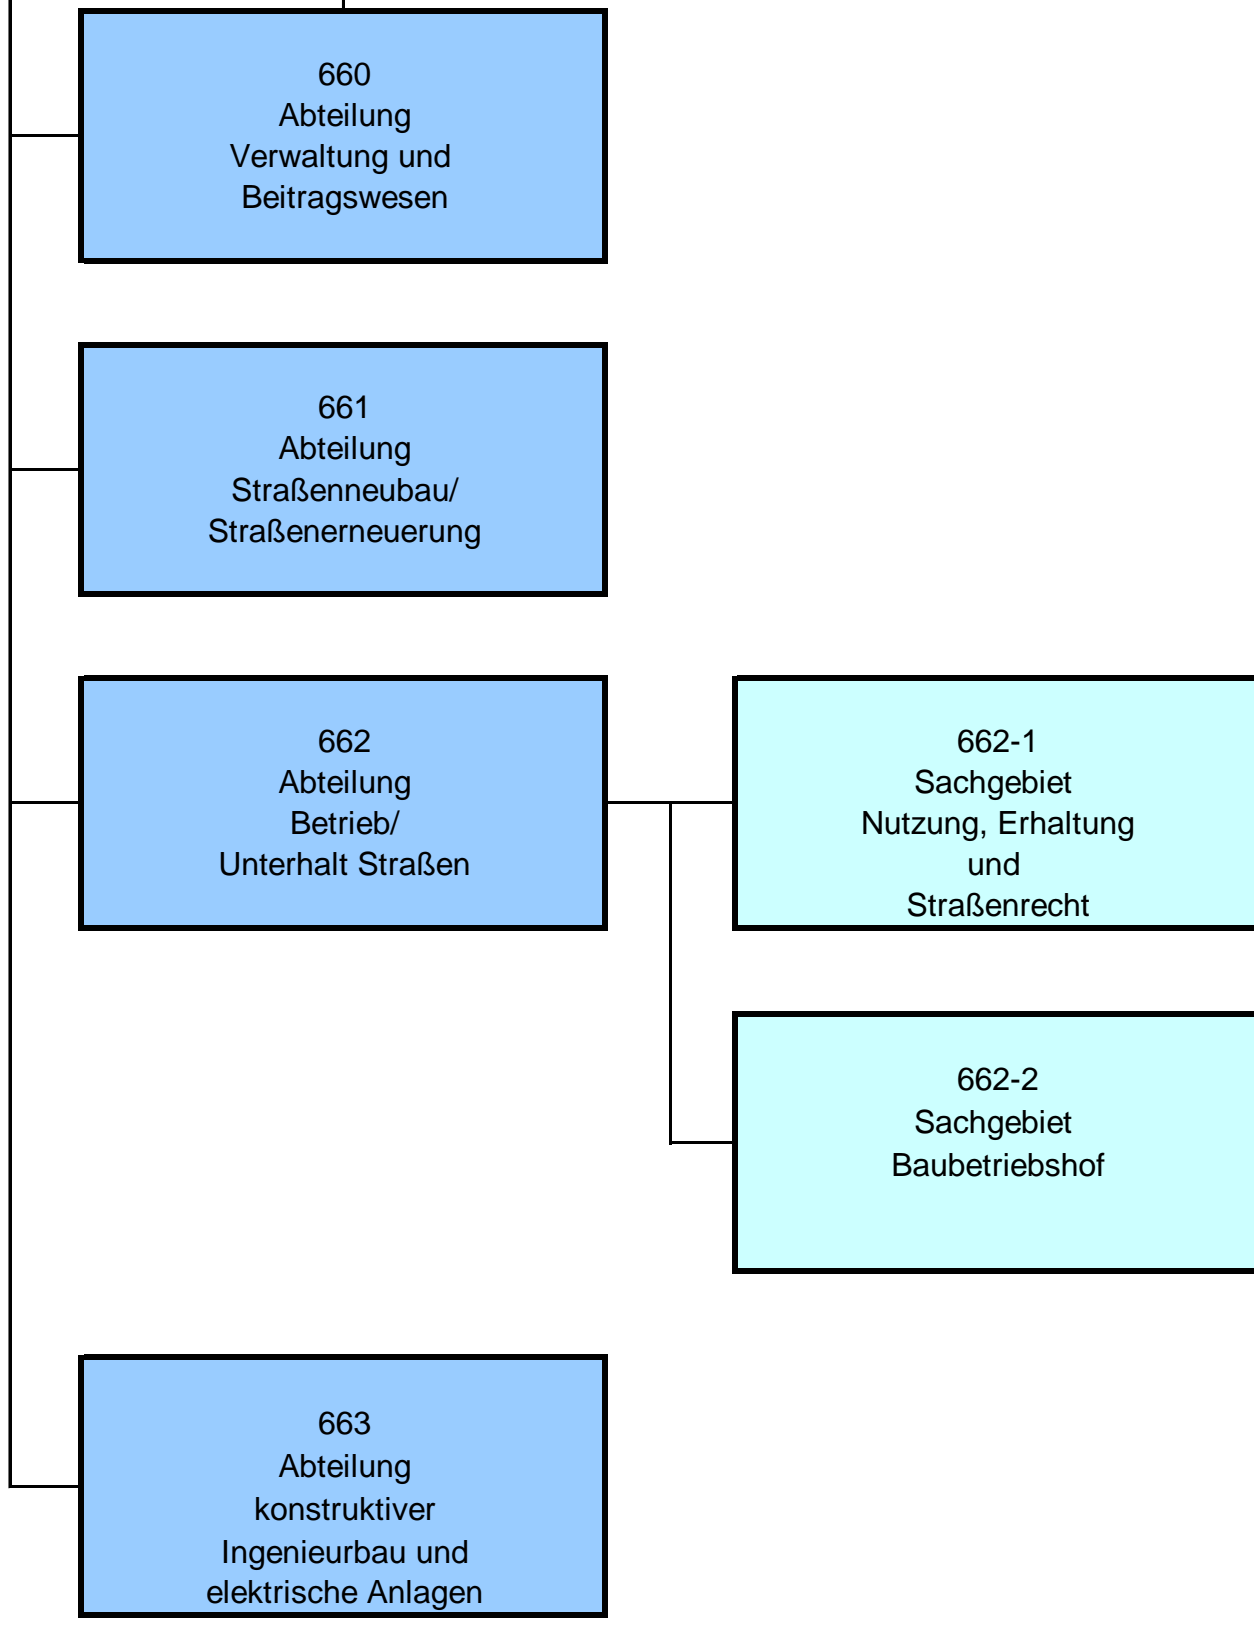 660
Abteilung
Verwaltung und
Beitragswesen
661
Abteilung
Straßenneubau/
Straßenerneuerung
662
Abteilung
Betrieb/
Unterhalt Straßen
662-1
Sachgebiet
Nutzung, Erhaltung
und
Straßenrecht
662-2
Sachgebiet
Baubetriebshof
663
Abteilung
konstruktiver
Ingenieurbau und
elektrische Anlagen